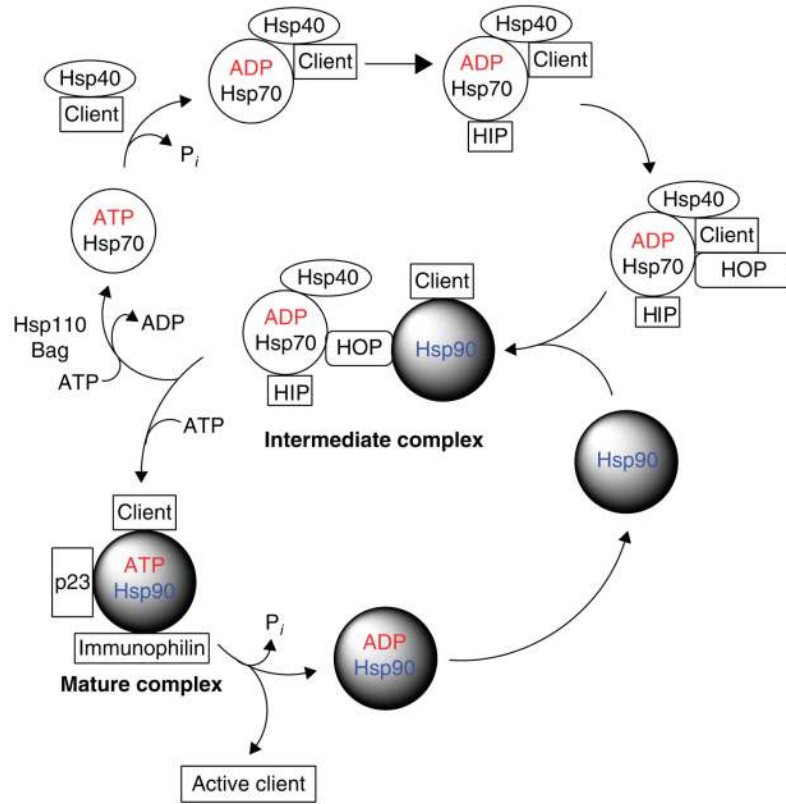 Hsp40
Client
P𝑖
ATP
Hsp70
Hsp40
ADP
Hsp70
Client
Hsp40
ADP
Hsp70
Client
HIP
Hsp40
ADP
Hsp70
Client
HOP
HIP
Hsp110
Bag
ADP
ATP
Hsp40
ADP
Hsp70
HIP
HOP
Client
Hsp90
Intermediate complex
ATP
Hsp90
Client
p23
ATP
Hsp90
Immunophilin
Mature complex
P𝑖
ADP
Hsp90
Active client